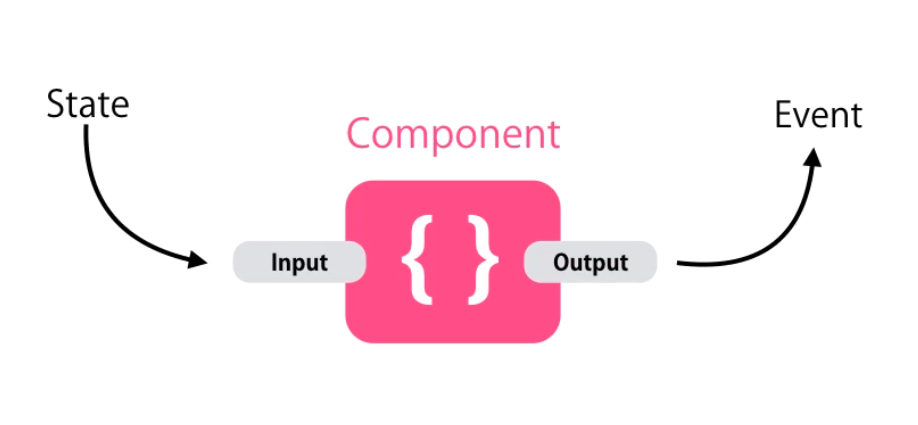 State
Event
Component
Input
{ }
Output